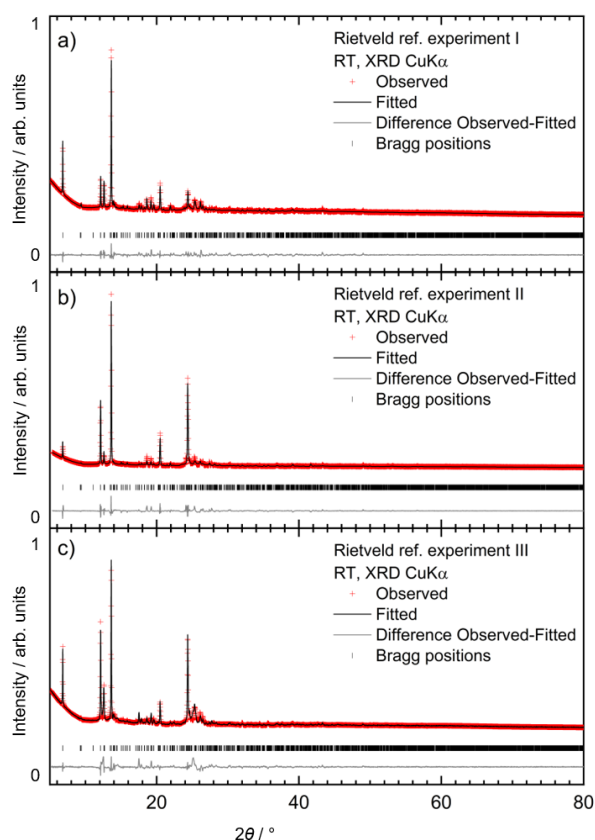 1
a)
Rietveld ref. experiment I
RT, XRD CuKα
Observed
Fitted
Difference Observed-Fitted
Bragg positions
Intensity / arb. units
0
1
b)
Rietveld ref. experiment II
RT, XRD CuKα
Observed
Fitted
Difference Observed-Fitted
Bragg positions
Intensity / arb. units
0
1
c)
Rietveld ref. experiment III
RT, XRD CuKα
Observed
Fitted
Difference Observed-Fitted
Bragg positions
Intensity / arb. units
0
20 40 60 80
2θ / °